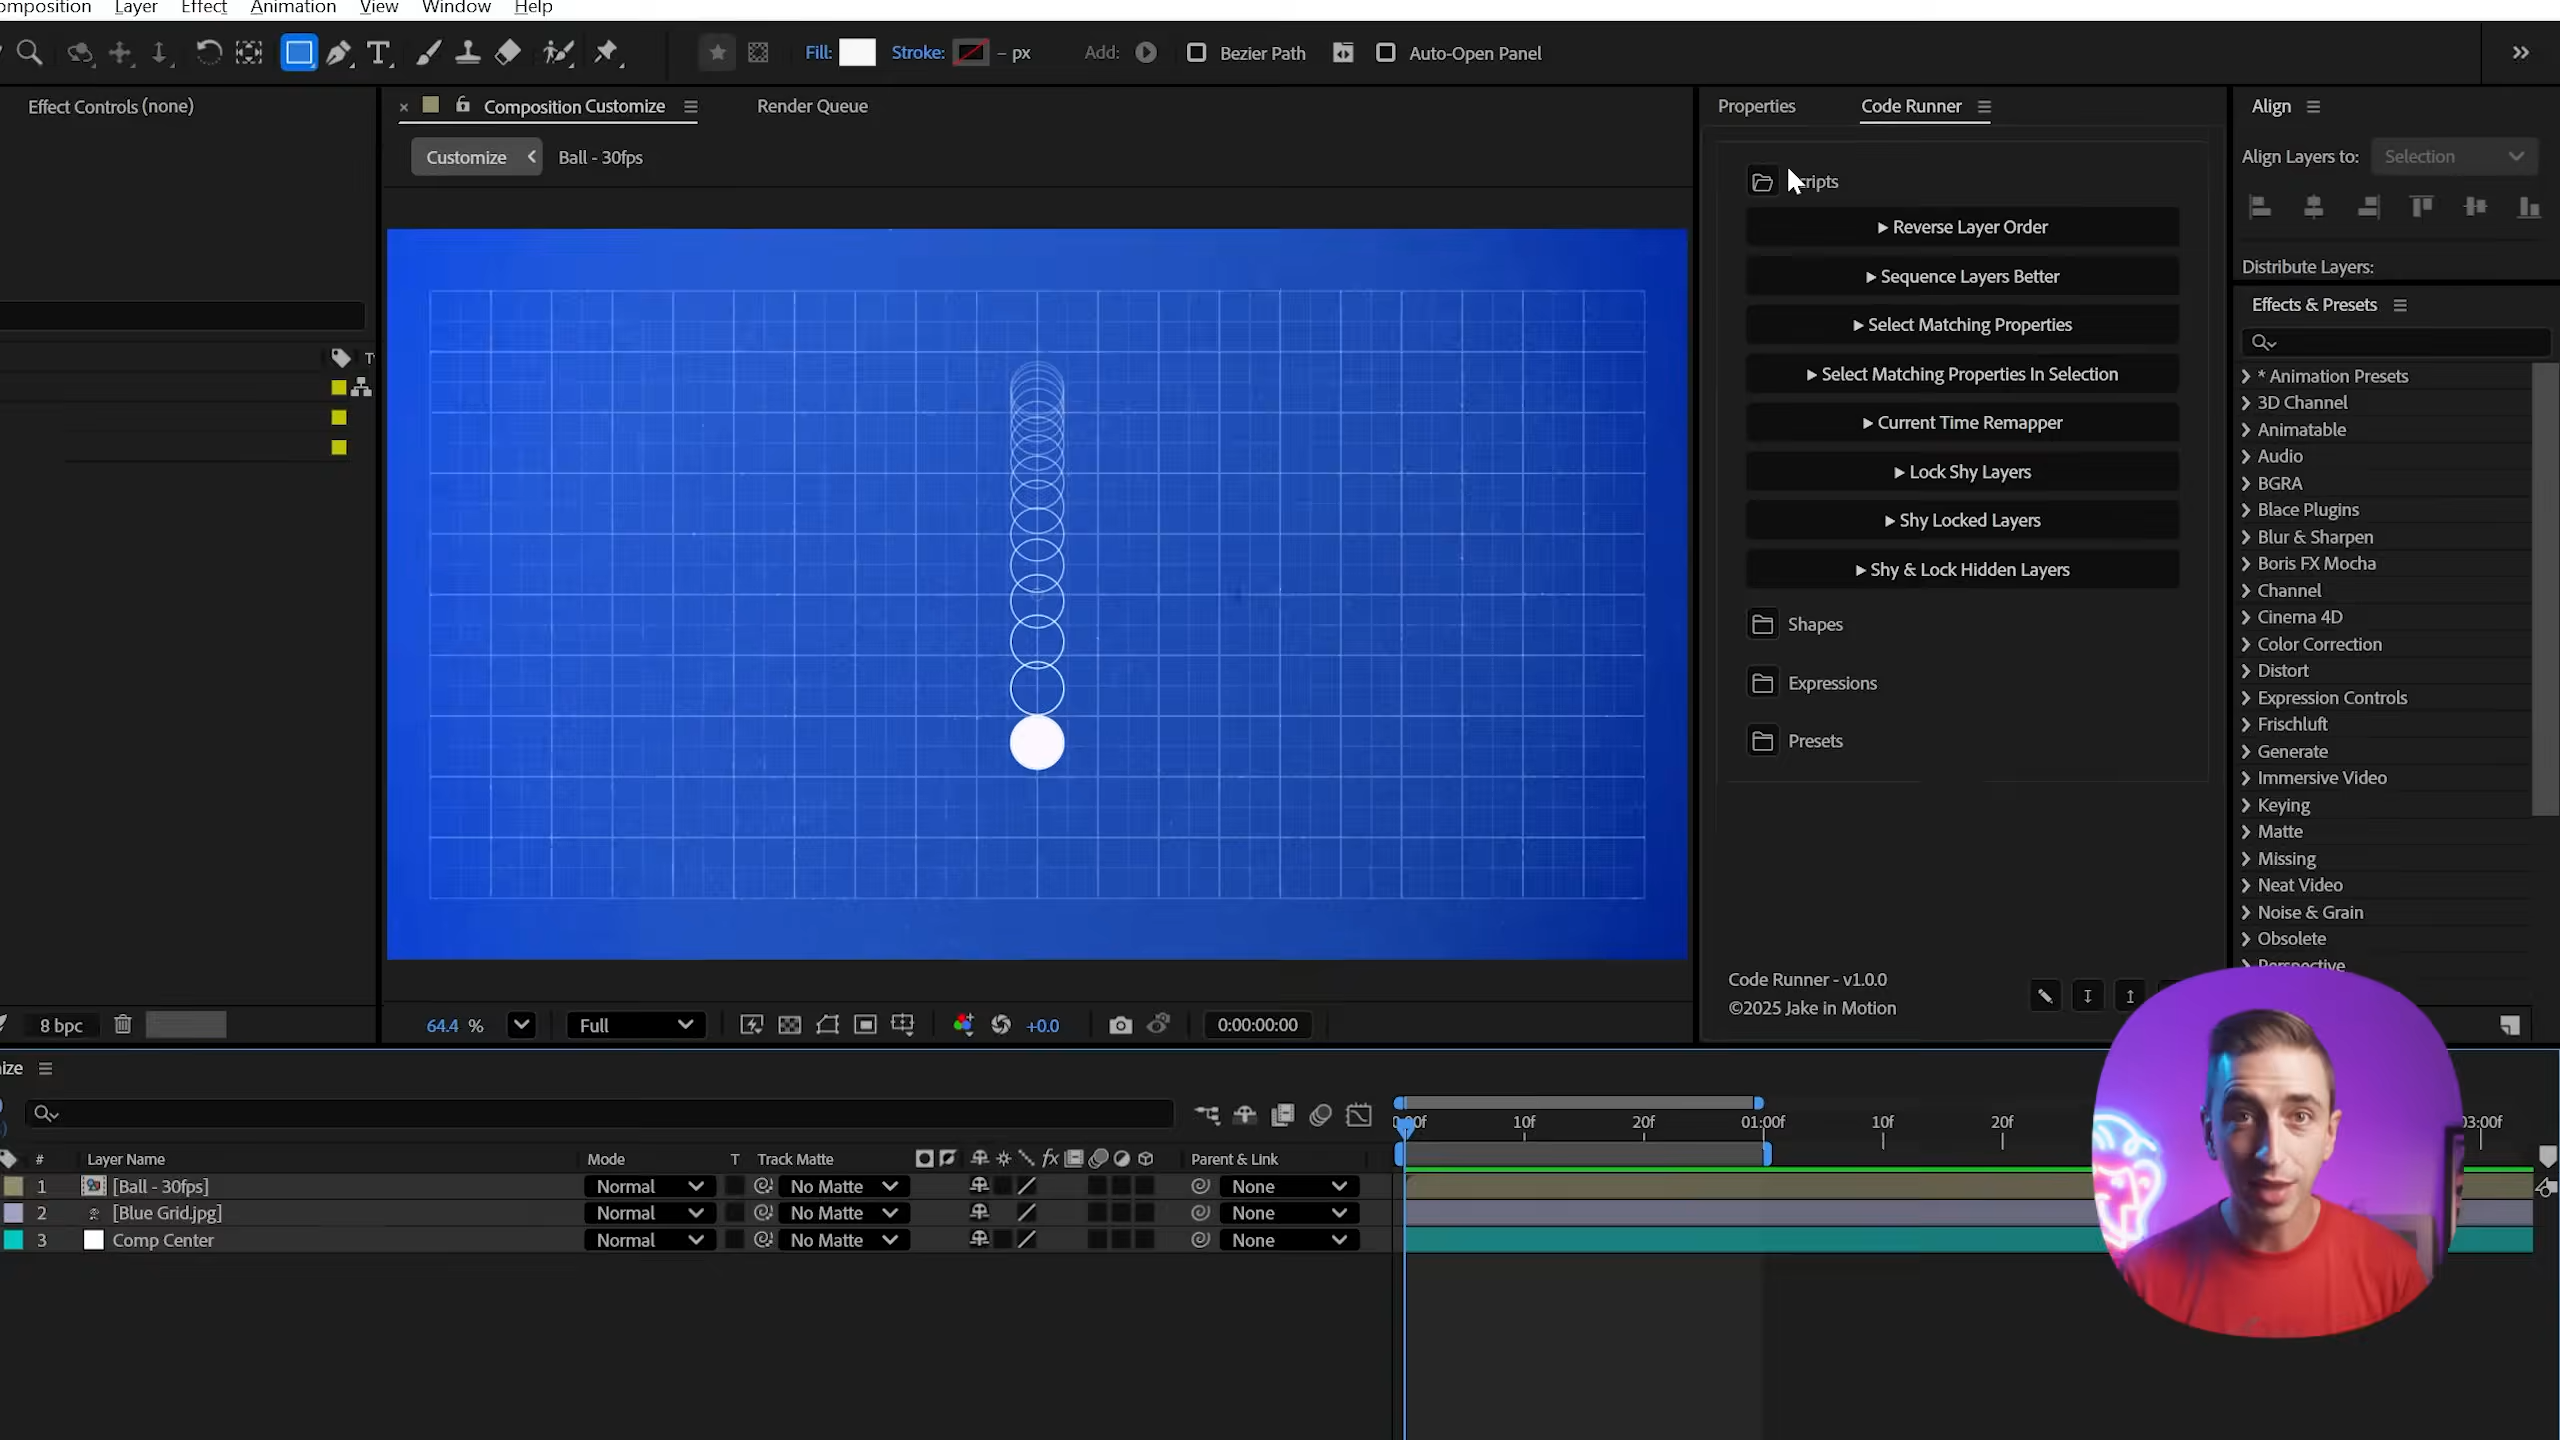 omposition Layer Effect Animation View Window Help
Fill: Stroke: – px Add: Bezier Path Auto-Open Panel
Effect Controls (none)
Composition Customize Render Queue
Customize Ball - 30fps
Properties Code Runner
Scripts
Reverse Layer Order
Sequence Layers Better
Select Matching Properties
Select Matching Properties In Selection
Current Time Remapper
Lock Shy Layers
Shy Locked Layers
Shy & Lock Hidden Layers
Shapes
Expressions
Presets
Code Runner - v1.0.0
©2025 Jake in Motion
Align
Align Layers to: Selection
Distribute Layers:
Effects & Presets
* Animation Presets
3D Channel
Animatable
Audio
BGRA
Blace Plugins
Blur & Sharpen
Boris FX Mocha
Channel
Cinema 4D
Color Correction
Distort
Expression Controls
Frischluft
Generate
Immersive Video
Keying
Matte
Missing
Neat Video
Noise & Grain
Obsolete
Perspective
8 bpc
64.4 % Full +0.0 0:00:00:00
ize
10f 20f 01:00f 10f 20f 03:00f
# Layer Name Mode T Track Matte fx Parent & Link
1 [Ball - 30fps] Normal No Matte None
2 [Blue Grid.jpg] Normal No Matte None
3 Comp Center Normal No Matte None